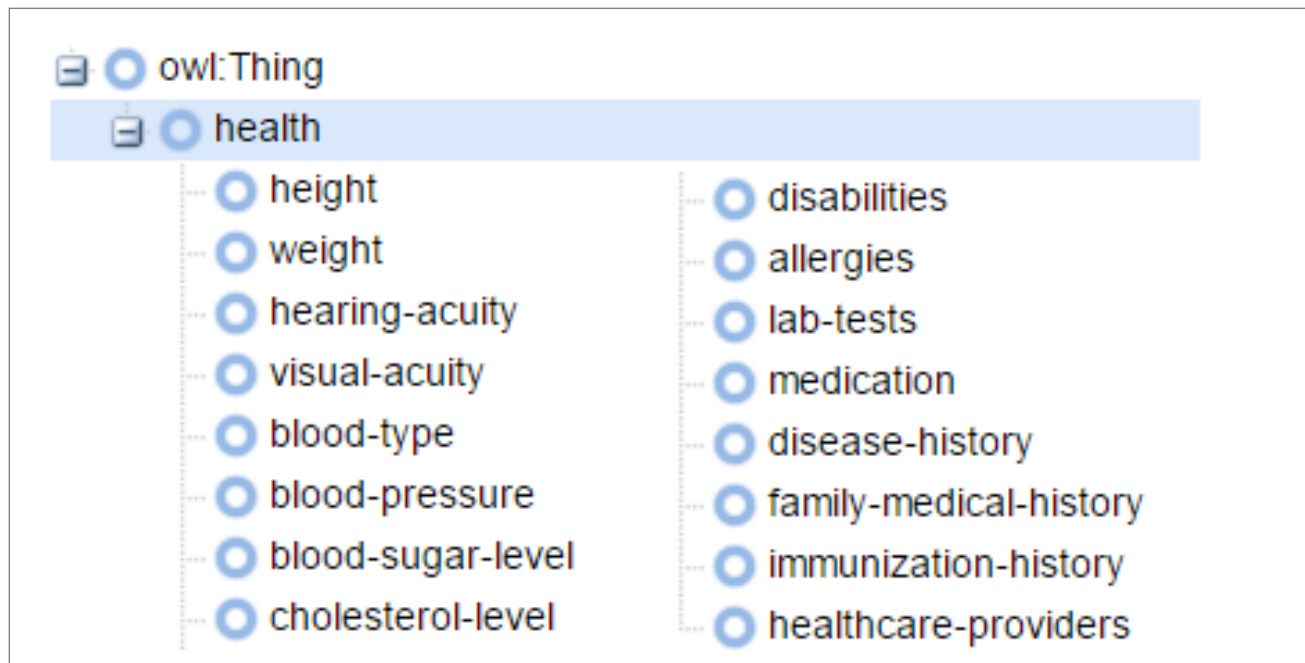 owl:Thing
health
height
weight
hearing-acuity
visual-acuity
blood-type
blood-pressure
blood-sugar-level
cholesterol-level
disabilities
allergies
lab-tests
medication
disease-history
family-medical-history
immunization-history
healthcare-providers